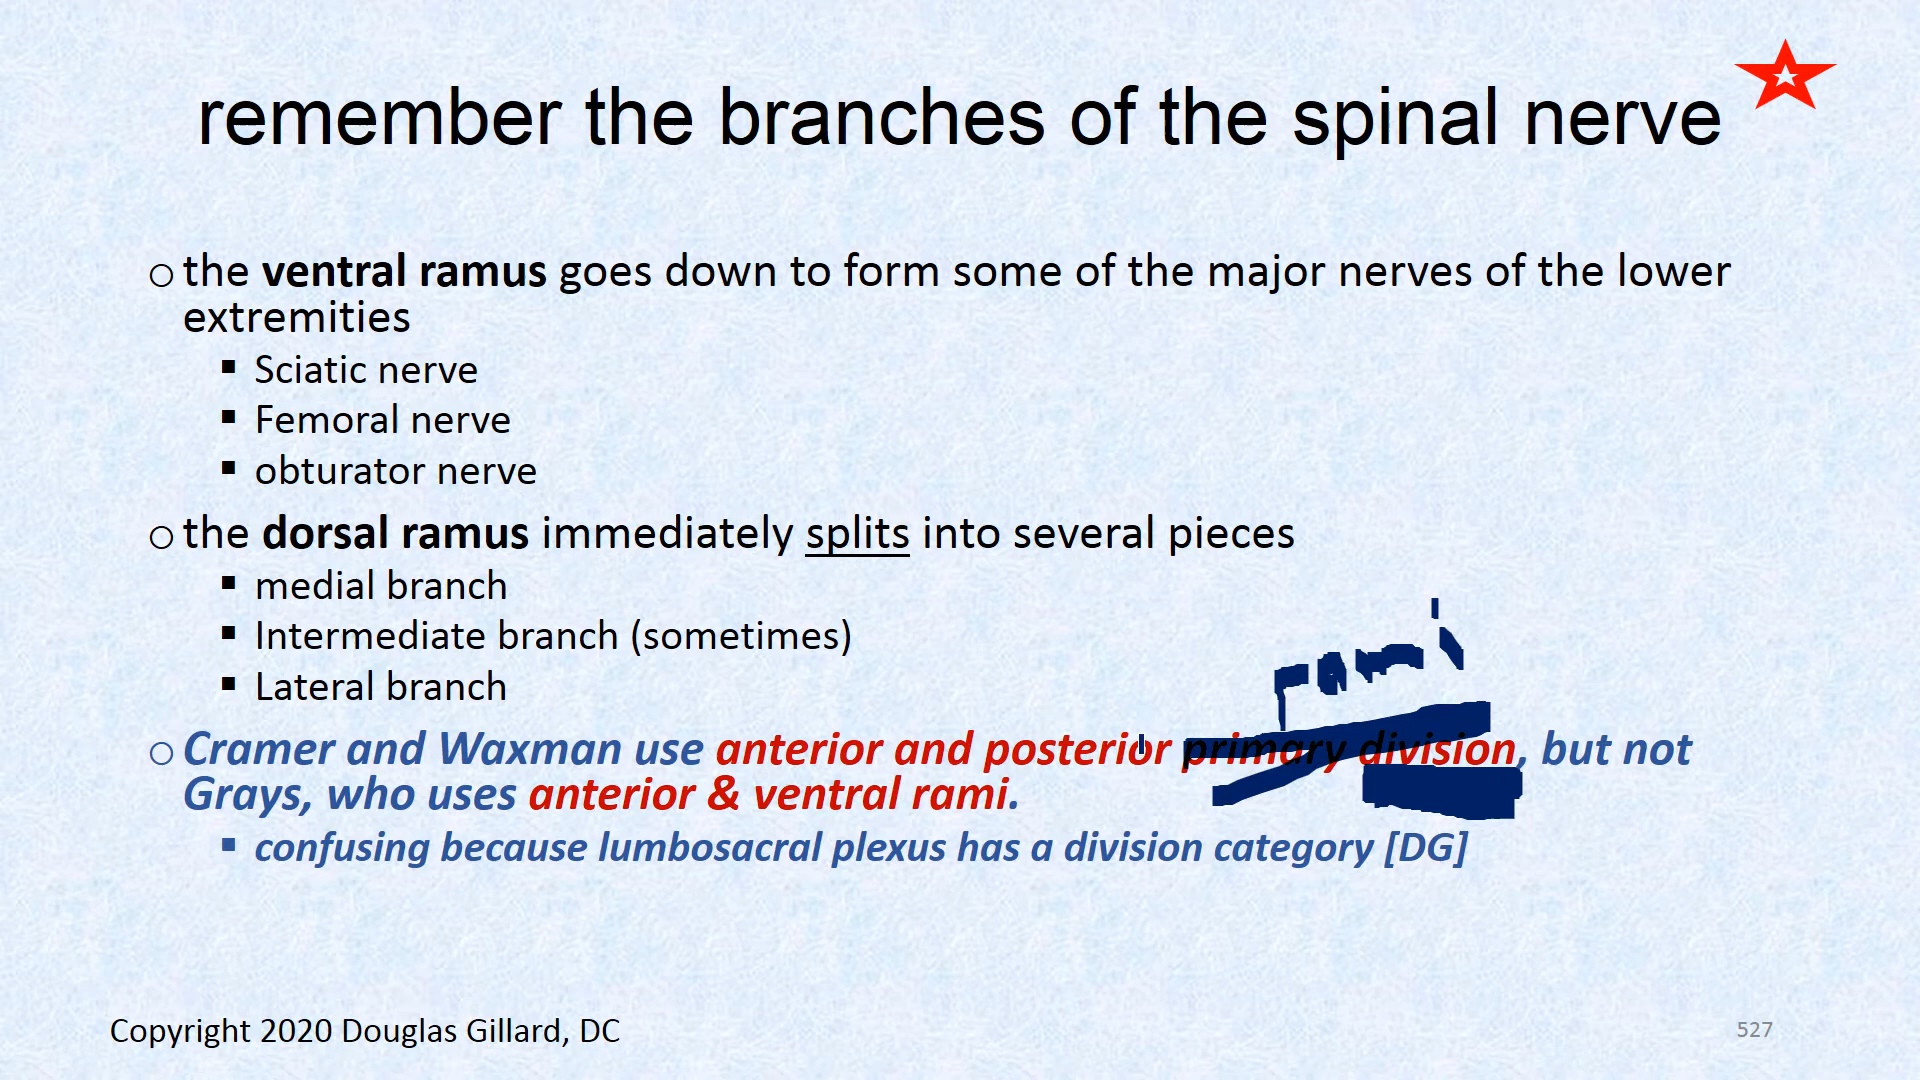 remember the branches of the spinal nerve
the ventral ramus goes down to form some of the major nerves of the lower
extremities
Sciatic nerve
Femoral nerve
obturator nerve
the dorsal ramus immediately splits into several pieces
medial branch
Intermediate branch (sometimes)
Lateral branch
Cramer and Waxman use anterior and posterior primary division, but not
Grays, who uses anterior & ventral rami.
confusing because lumbosacral plexus has a division category [DG]
Copyright 2020 Douglas Gillard, DC
527